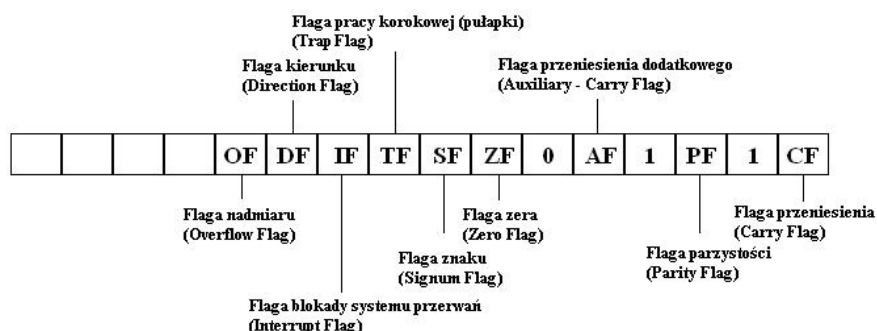 Flaga pracy korokowej (pułapki)
(Trap Flag)
Flaga kierunku
(Direction Flag)
Flaga przeniesienia dodatkowego
(Auxiliary - Carry Flag)
OF DF IF TF SF ZF 0 AF 1 PF 1 CF
Flaga nadmiaru
(Overflow Flag)
Flaga zera
(Zero Flag)
Flaga przeniesienia
(Carry Flag)
Flaga znaku
(Signum Flag)
Flaga parzystości
(Parity Flag)
Flaga blokady systemu przerwań
(Interrupt Flag)